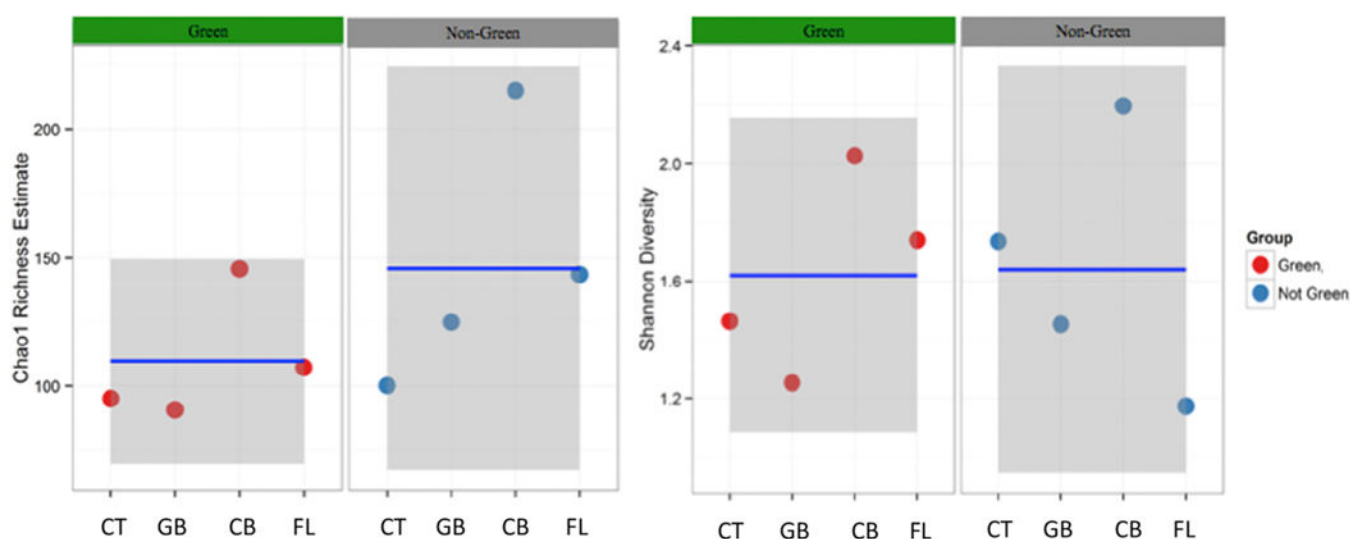 Green
Non-Green
Chao1 Richness Estimate
200
150
100
CT GB CB FL
CT GB CB FL
Green
Non-Green
Shannon Diversity
2.4
2.0
1.6
1.2
CT GB CB FL
CT GB CB FL
Group
Green,
Not Green